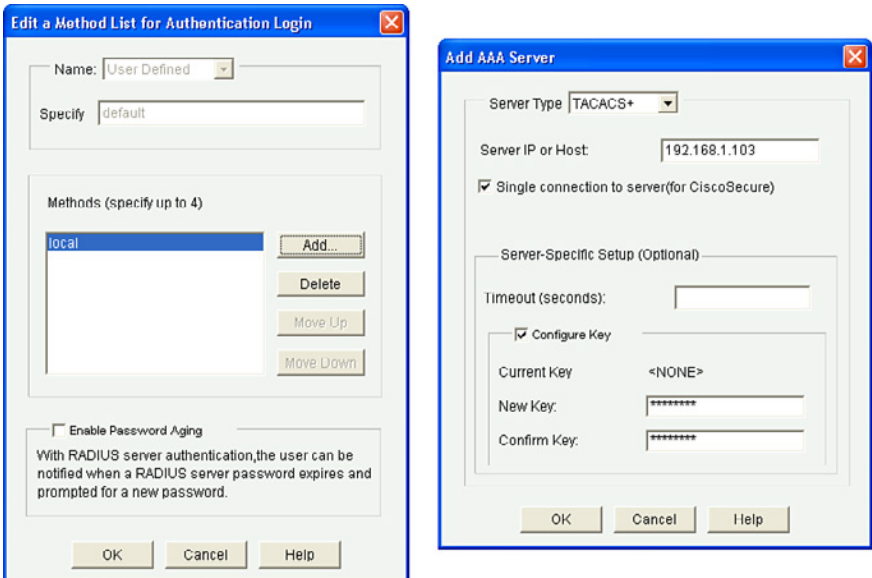 Edit a Method List for Authentication Login
Name: User Defined
Specify default
Methods (specify up to 4)
local
Add...
Delete
Move Up
Move Down
Enable Password Aging
With RADIUS server authentication,the user can be
notified when a RADIUS server password expires and
prompted for a new password.
OK Cancel Help
Add AAA Server
Server Type TACACS+
Server IP or Host: 192.168.1.103
Single connection to server(for CiscoSecure)
Server-Specific Setup (Optional)
Timeout (seconds):
Configure Key
Current Key <NONE>
New Key: ********
Confirm Key: ********
OK Cancel Help